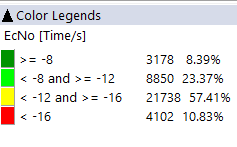 Color Legends
EcNo [Time/s]
>= -8 3178 8.39%
< -8 and >= -12 8850 23.37%
< -12 and >= -16 21738 57.41%
< -16 4102 10.83%